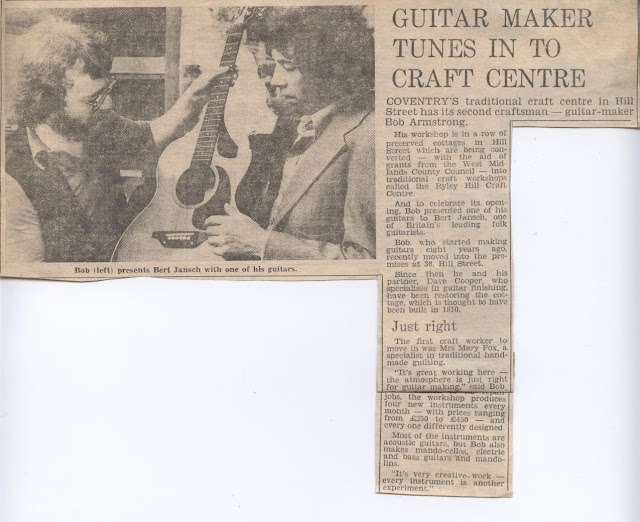 GUITAR MAKER
TUNES IN TO
CRAFT CENTRE
COVENTRY'S traditional craft centre in Hill
Street has its second craftsman — guitar-maker
Bob Armstrong.
His workshop is in a row of
preserved cottages in Hill
Street which are being con-
verted — with the aid of
grants from the West Mid-
lands County Council — into
traditional craft workshops
called the Ryley Hill Craft
Centre.
And to celebrate its open-
ing, Bob presented one of his
guitars to Bert Jansch, one
of Britain's leading folk
guitarists.
Bob, who started making
guitars eight years ago,
recently moved into the pre-
mises at 38, Hill Street.
Since then he and his
partner, Dave Cooper, who
specialises in guitar finishing,
have been restoring the cot-
tage, which is thought to have
been built in 1810.
Just right
The first craft worker to
move in was Mrs Mary Fox, a
specialist in traditional hand-
made quilting.
"It's great working here —
the atmosphere is just right
for guitar making," said Bob
jobs, the workshop produces
four new instruments every
month — with prices ranging
from £250 to £450 — and
every one differently designed.
Most of the instruments are
acoustic guitars, but Bob also
makes mando-cellos, electric
and bass guitars and mando-
lins.
"It's very creative work —
every instrument is another
experiment."
Bob (left) presents Bert Jansch with one of his guitars.